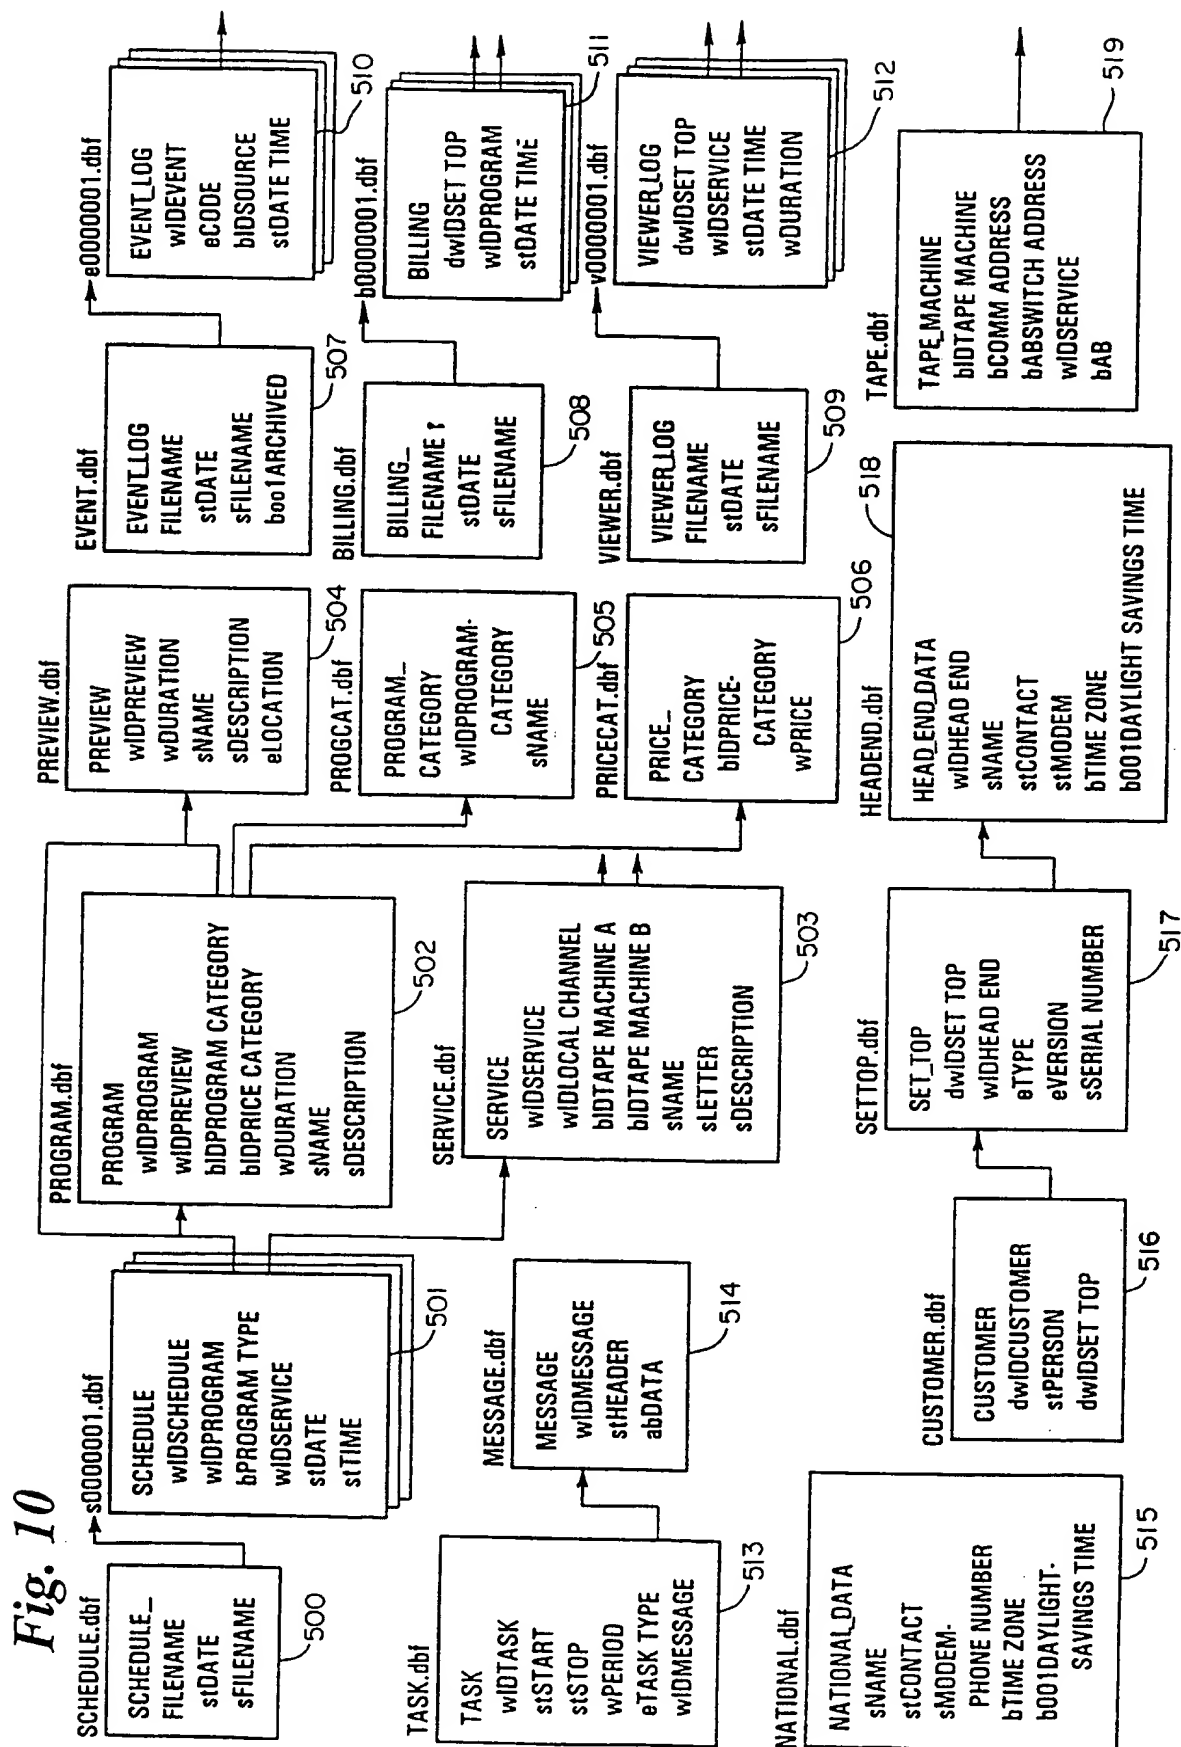 Fig. 10
SCHEDULE.dbf
SCHEDULE_
FILENAME
stDATE
sFILENAME
500
s0000001.dbf
SCHEDULE
wIDSCHEDULE
wIDPROGRAM
bPROGRAM TYPE
wIDSERVICE
stDATE
stTIME
501
PROGRAM.dbf
PROGRAM
wIDPROGRAM
wIDPREVIEW
bIDPROGRAM CATEGORY
bIDPRICE CATEGORY
wDURATION
sNAME
sDESCRIPTION
502
SERVICE.dbf
SERVICE
wIDSERVICE
wIDLOCAL CHANNEL
bIDTAPE MACHINE A
bIDTAPE MACHINE B
sNAME
sLETTER
sDESCRIPTION
503
PREVIEW.dbf
PREVIEW
wIDPREVIEW
wDURATION
sNAME
sDESCRIPTION
eLOCATION
504
PROGCAT.dbf
PROGRAM_
CATEGORY
wIDPROGRAM-
CATEGORY
sNAME
505
PRICECAT.dbf
PRICE_
CATEGORY
bIDPRICE-
CATEGORY
wPRICE
506
EVENT.dbf
EVENT_LOG
FILENAME
stDATE
sFILENAME
boo1ARCHIVED
507
BILLING.dbf
BILLING_
FILENAME
stDATE
sFILENAME
508
VIEWER.dbf
VIEWER_LOG
FILENAME
stDATE
sFILENAME
509
e0000001.dbf
EVENT_LOG
wIDEVENT
eCODE
bIDSOURCE
stDATE TIME
510
b0000001.dbf
BILLING
dwIDSET TOP
wIDPROGRAM
stDATE TIME
511
v0000001.dbf
VIEWER_LOG
dwIDSET TOP
wIDSERVICE
stDATE TIME
wDURATION
512
TASK.dbf
TASK
wIDTASK
stSTART
stSTOP
wPERIOD
eTASK TYPE
wIDMESSAGE
513
MESSAGE.dbf
MESSAGE
wIDMESSAGE
stHEADER
abDATA
514
NATIONAL.dbf
NATIONAL_DATA
sNAME
stCONTACT
sMODEM-
PHONE NUMBER
bTIME ZONE
b001DAYLIGHT-
SAVINGS TIME
515
CUSTOMER.dbf
CUSTOMER
dwIDCUSTOMER
stPERSON
dwIDSET TOP
516
SETTOP.dbf
SET_TOP
dwIDSET TOP
wIDHEAD END
eTYPE
eVERSION
sSERIAL NUMBER
517
HEADEND.dbf
HEAD_END_DATA
wIDHEAD END
sNAME
stCONTACT
stMODEM
bTIME ZONE
b001DAYLIGHT SAVINGS TIME
518
TAPE.dbf
TAPE_MACHINE
bIDTAPE MACHINE
bCOMM ADDRESS
bABSWITCH ADDRESS
wIDSERVICE
bAB
519